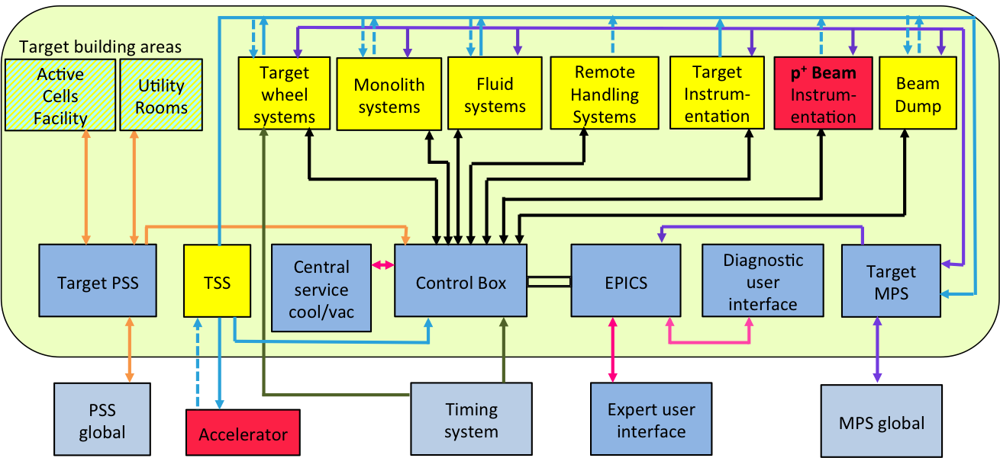 Target building areas
Active
Cells
Facility
Utility
Rooms
Target
wheel
systems
Monolith
systems
Fluid
systems
Remote
Handling
Systems
Target
Instrum-
entation
p⁺ Beam
Instrum-
entation
Beam
Dump
Target PSS
TSS
Central
service
cool/vac
Control Box
EPICS
Diagnostic
user
interface
Target
MPS
PSS
global
Accelerator
Timing
system
Expert user
interface
MPS global